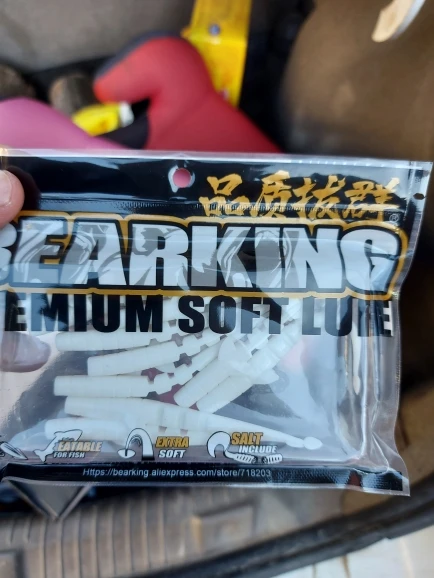 品质拔群
BEARKING
PREMIUM SOFT LURE
EATABLE
FOR FISH
EXTRA
SOFT
SALT
INCLUDE
Https://bearking.aliexpress.com/store/718203